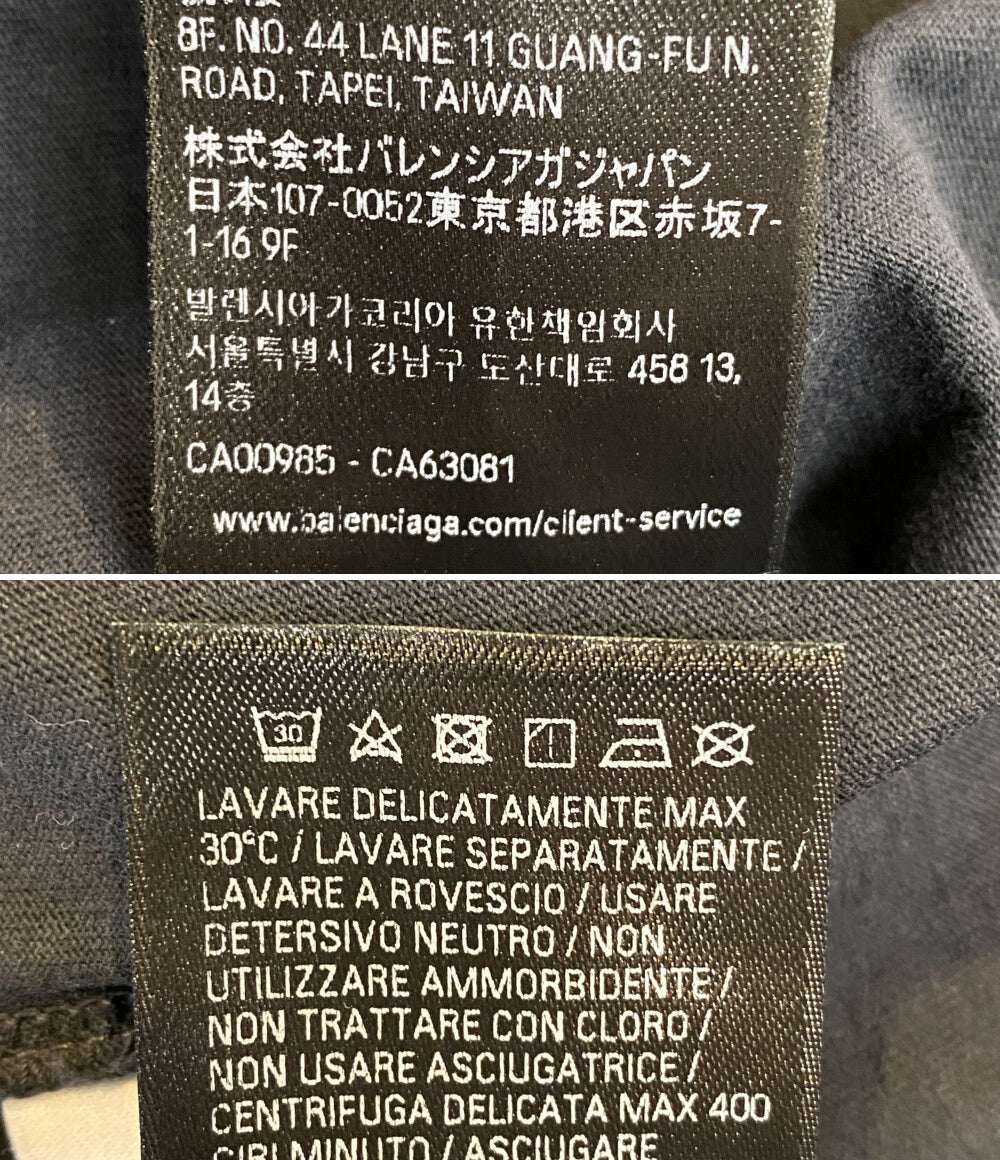 8F. NO. 44 LANE 11 GUANG-FU N.
ROAD, TAPEI, TAIWAN
株式会社バレンシアガジャパン
日本107-0052東京都港区赤坂7-
1-16 9F
발렌시아가코리아 유한책임회사
서울특별시 강남구 도산대로 458 13,
14층
CA00985 - CA63081
www.balenciaga.com/client-service
30
LAVARE DELICATAMENTE MAX
30°C / LAVARE SEPARATAMENTE /
LAVARE A ROVESCIO / USARE
DETERSIVO NEUTRO / NON
UTILIZZARE AMMORBIDENTE /
NON TRATTARE CON CLORO /
NON USARE ASCIUGATRICE /
CENTRIFUGA DELICATA MAX 400
GIRI MINUTO / ASCIUGARE